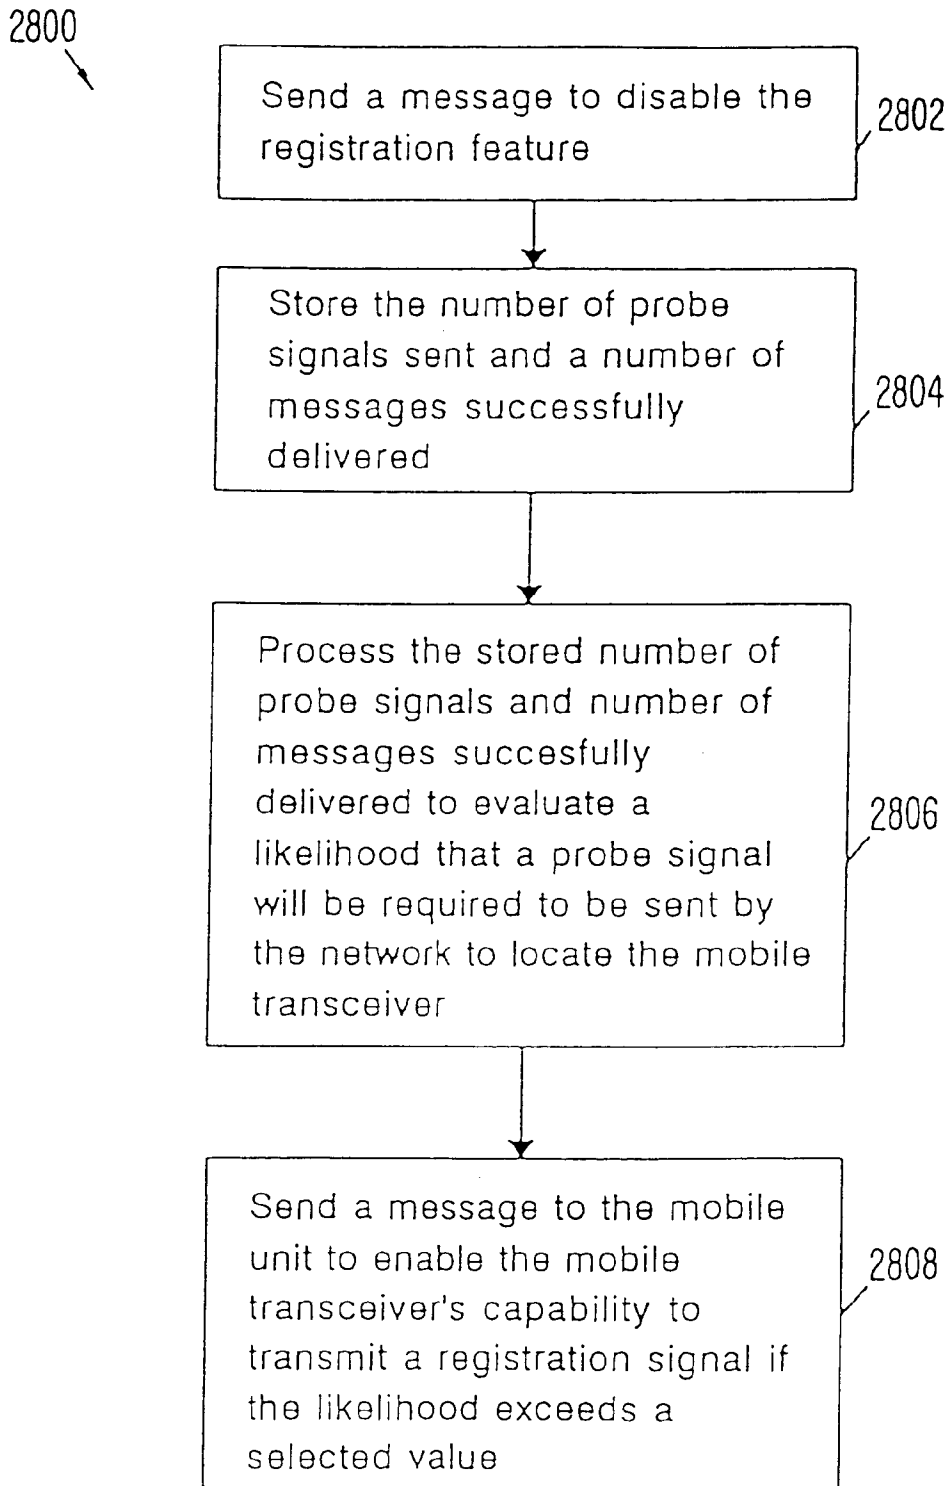 2800
Send a message to disable the
registration feature
2802
Store the number of probe
signals sent and a number of
messages successfully
delivered
2804
Process the stored number of
probe signals and number of
messages succesfully
delivered to evaluate a
likelihood that a probe signal
will be required to be sent by
the network to locate the mobile
transceiver
2806
Send a message to the mobile
unit to enable the mobile
transceiver's capability to
transmit a registration signal if
the likelihood exceeds a
selected value
2808